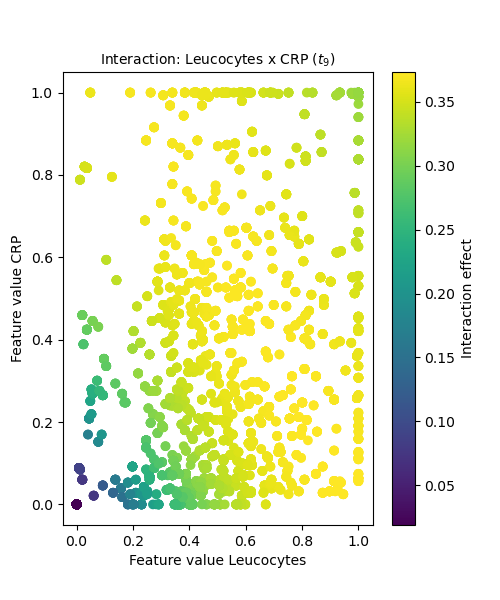 Interaction: Leucocytes x CRP (t₉)
1.0
0.8
0.6
0.4
0.2
0.0
Feature value CRP
0.0 0.2 0.4 0.6 0.8 1.0
Feature value Leucocytes
0.35
0.30
0.25
0.20
0.15
0.10
0.05
Interaction effect